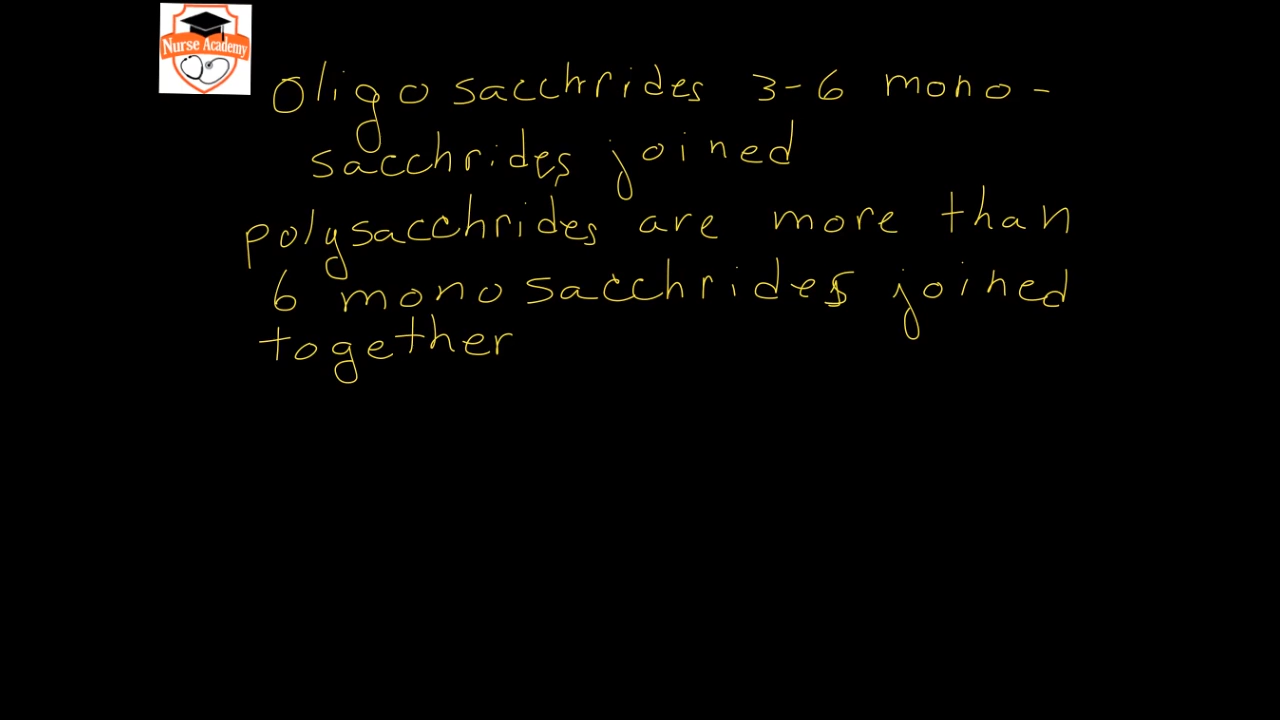 Nurse Academy
Oligosacchrides 3-6 mono-
sacchrides joined
polysacchrides are more than
6 monosacchrides joined
together